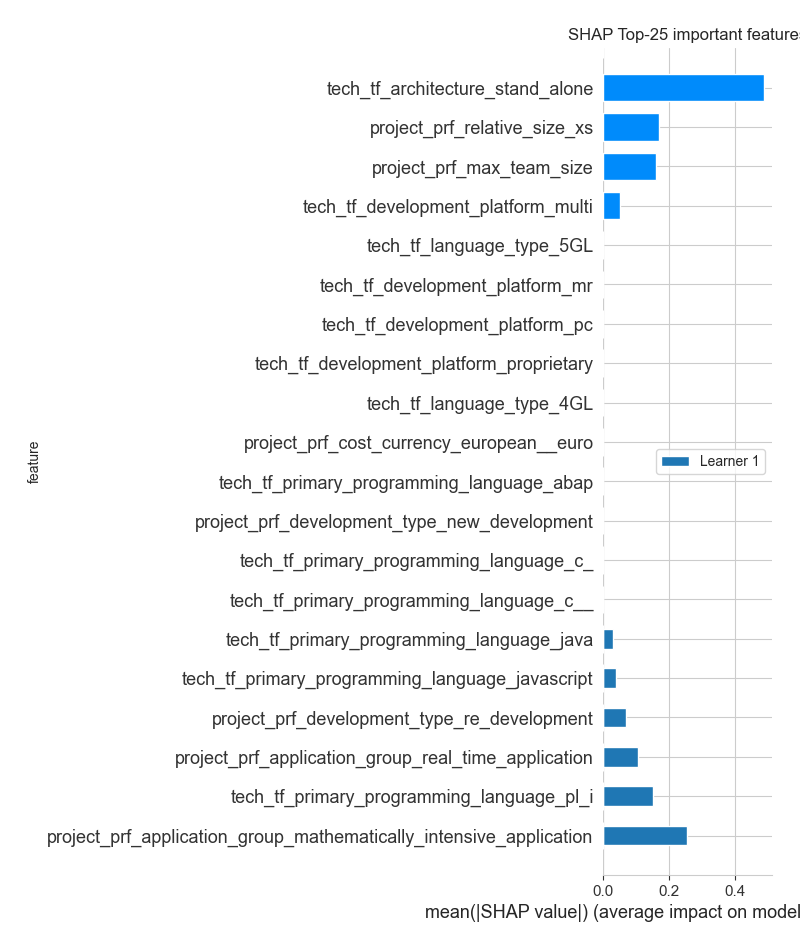 SHAP Top-25 important features
tech_tf_architecture_stand_alone
project_prf_relative_size_xs
project_prf_max_team_size
tech_tf_development_platform_multi
tech_tf_language_type_5GL
tech_tf_development_platform_mr
tech_tf_development_platform_pc
tech_tf_development_platform_proprietary
tech_tf_language_type_4GL
project_prf_cost_currency_european__euro
feature
Learner 1
tech_tf_primary_programming_language_abap
project_prf_development_type_new_development
tech_tf_primary_programming_language_c_
tech_tf_primary_programming_language_c__
tech_tf_primary_programming_language_java
tech_tf_primary_programming_language_javascript
project_prf_development_type_re_development
project_prf_application_group_real_time_application
tech_tf_primary_programming_language_pl_i
project_prf_application_group_mathematically_intensive_application
0.0 0.2 0.4
mean(|SHAP value|) (average impact on model